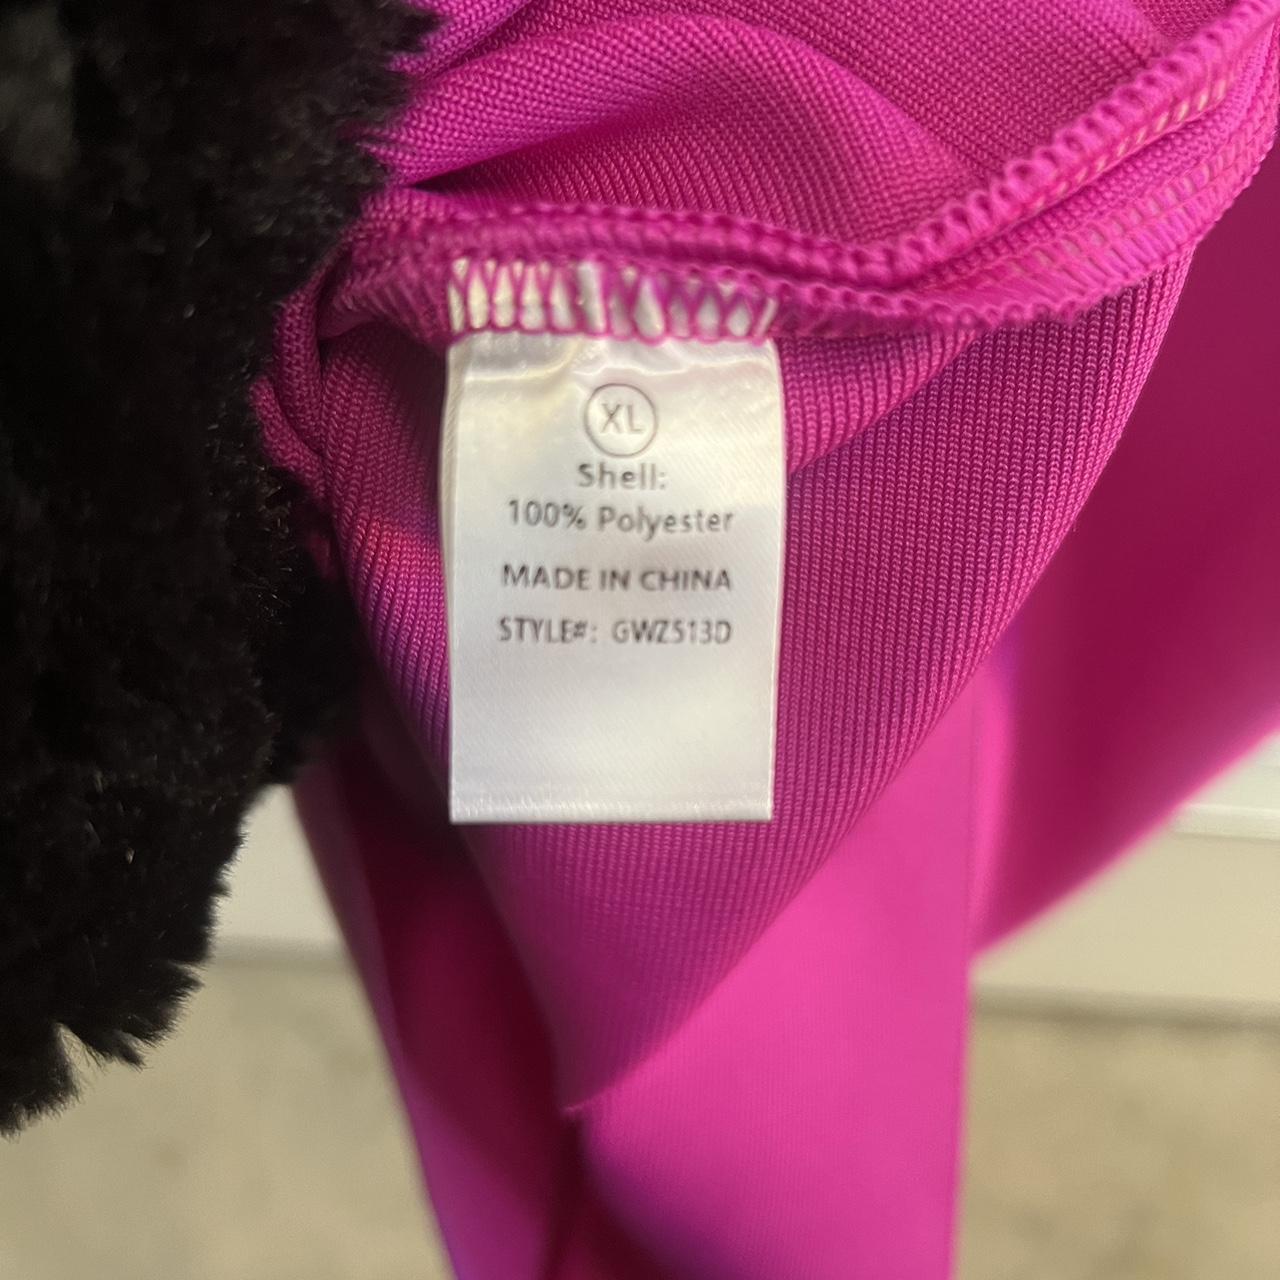 XL
Shell:
100% Polyester
MADE IN CHINA
STYLE#: GWZ513D